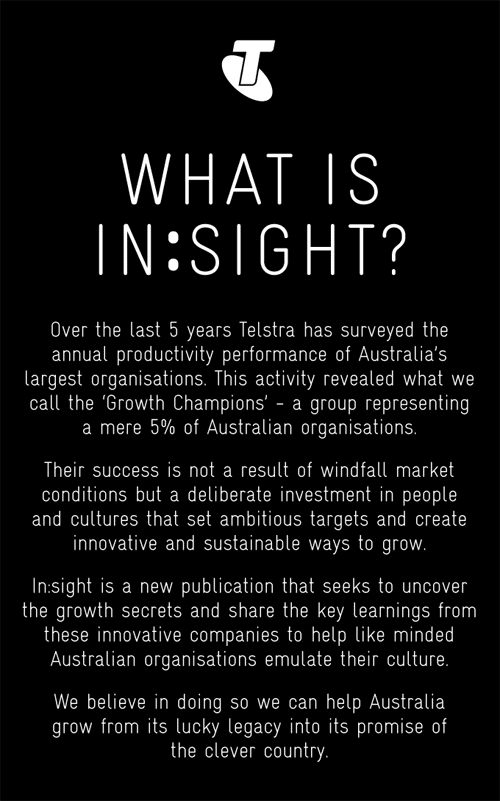 T
WHAT IS
IN:SIGHT?
Over the last 5 years Telstra has surveyed the
annual productivity performance of Australia's
largest organisations. This activity revealed what we
call the 'Growth Champions' - a group representing
a mere 5% of Australian organisations.
Their success is not a result of windfall market
conditions but a deliberate investment in people
and cultures that set ambitious targets and create
innovative and sustainable ways to grow.
In:sight is a new publication that seeks to uncover
the growth secrets and share the key learnings from
these innovative companies to help like minded
Australian organisations emulate their culture.
We believe in doing so we can help Australia
grow from its lucky legacy into its promise of
the clever country.